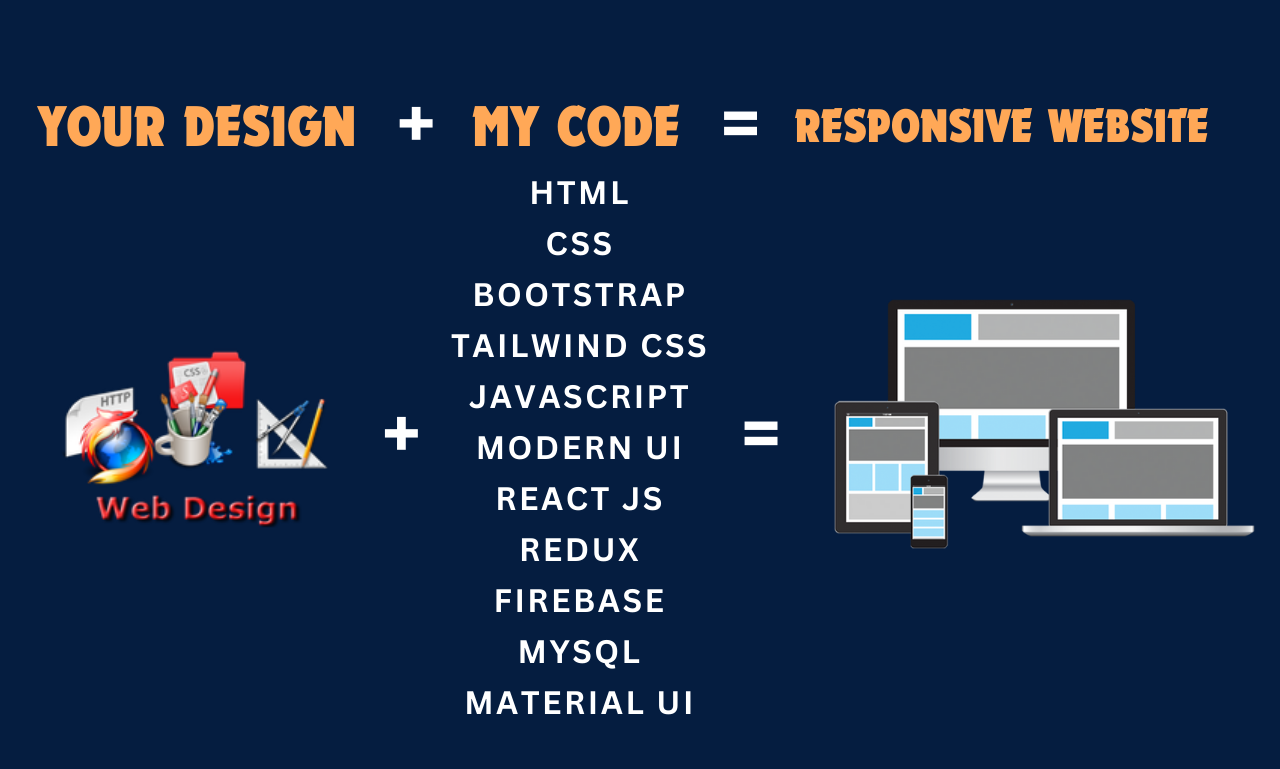 YOUR DESIGN + MY CODE = RESPONSIVE WEBSITE
HTML
CSS
BOOTSTRAP
TAILWIND CSS
JAVASCRIPT
MODERN UI
REACT JS
REDUX
FIREBASE
MYSQL
MATERIAL UI
CSS
HTTP
+
=
Web Design